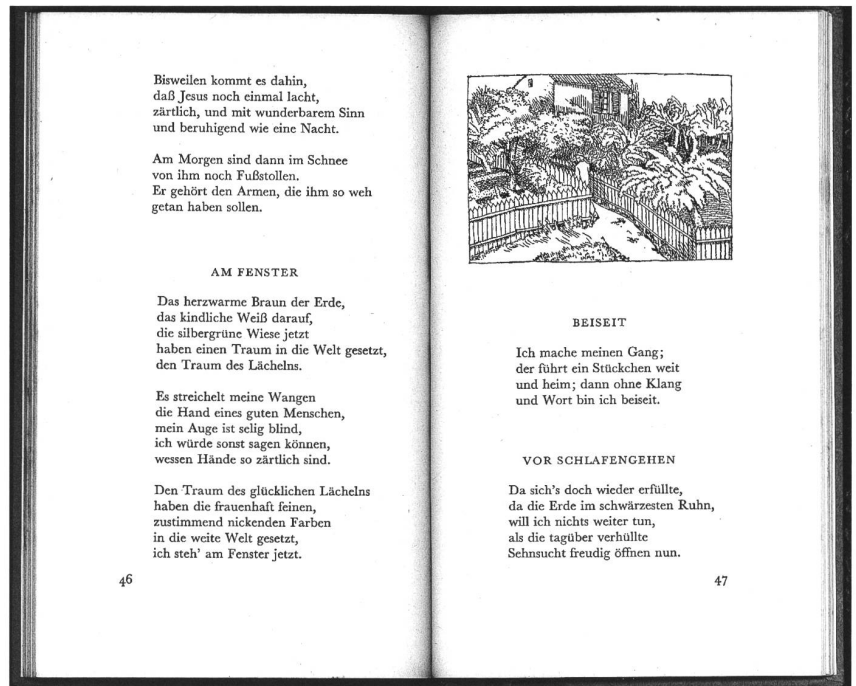 Bisweilen kommt es dahin,
daß Jesus noch einmal lacht,
zärtlich, und mit wunderbarem Sinn
und beruhigend wie eine Nacht.
Am Morgen sind dann im Schnee
von ihm noch Fußstollen.
Er gehört den Armen, die ihm so weh
getan haben sollen.
AM FENSTER
Das herzwarme Braun der Erde,
das kindliche Weiß darauf,
die silbergrüne Wiese jetzt
haben einen Traum in die Welt gesetzt,
den Traum des Lächelns.
Es streichelt meine Wangen
die Hand eines guten Menschen,
mein Auge ist selig blind,
ich würde sonst sagen können,
wessen Hände so zärtlich sind.
Den Traum des glücklichen Lächelns
haben die frauenhaft feinen,
zustimmend nickenden Farben
in die weite Welt gesetzt,
ich steh' am Fenster jetzt.
46
BEISEIT
Ich mache meinen Gang;
der führt ein Stückchen weit
und heim; dann ohne Klang
und Wort bin ich beiseit.
VOR SCHLAFENGEHEN
Da sich's doch wieder erfüllte,
da die Erde im schwärzesten Ruhn,
will ich nichts weiter tun,
als die tagüber verhüllte
Sehnsucht freudig öffnen nun.
47